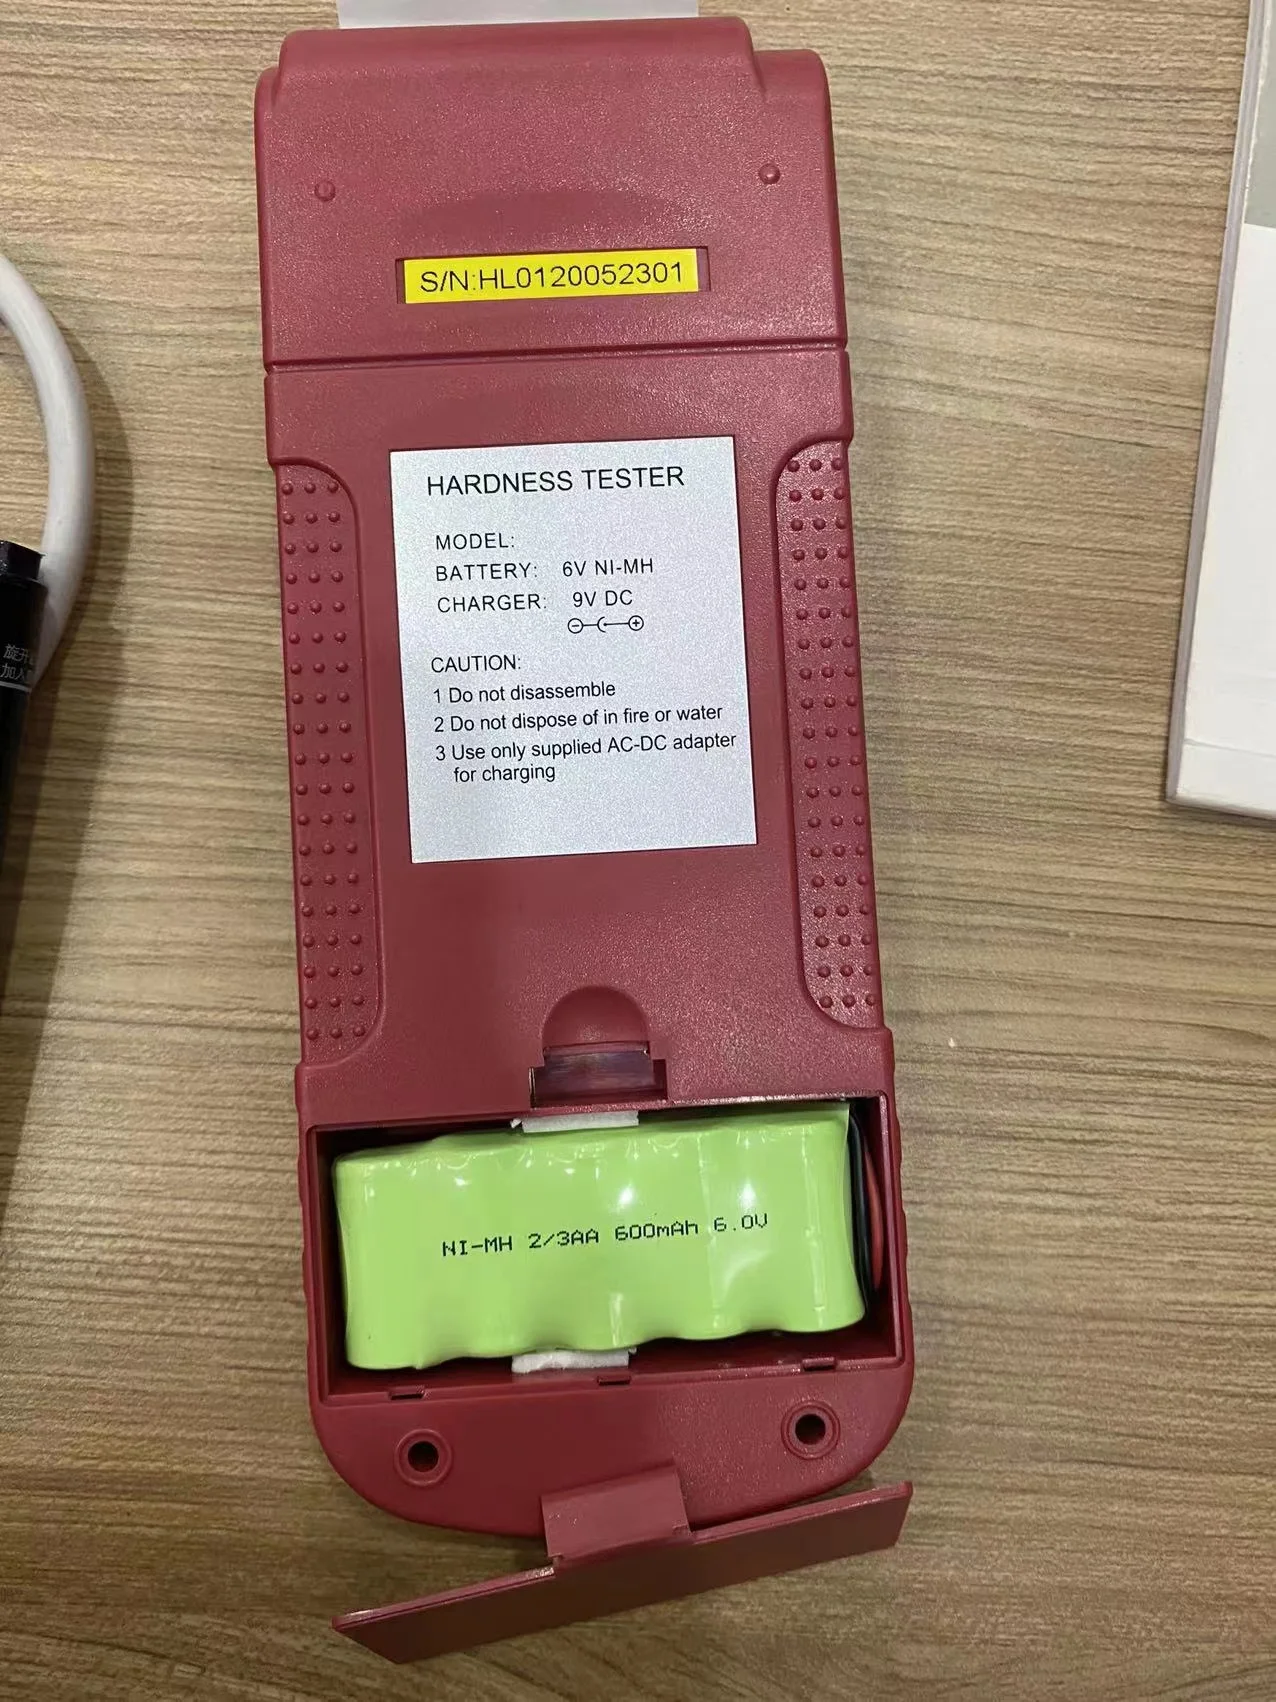 S/N:HL0120052301
HARDNESS TESTER
MODEL:
BATTERY: 6V NI-MH
CHARGER: 9V DC
CAUTION:
1 Do not disassemble
2 Do not dispose of in fire or water
3 Use only supplied AC-DC adapter
for charging
旋开
加入
NI-MH 2/3AA 600mAh 6.0V